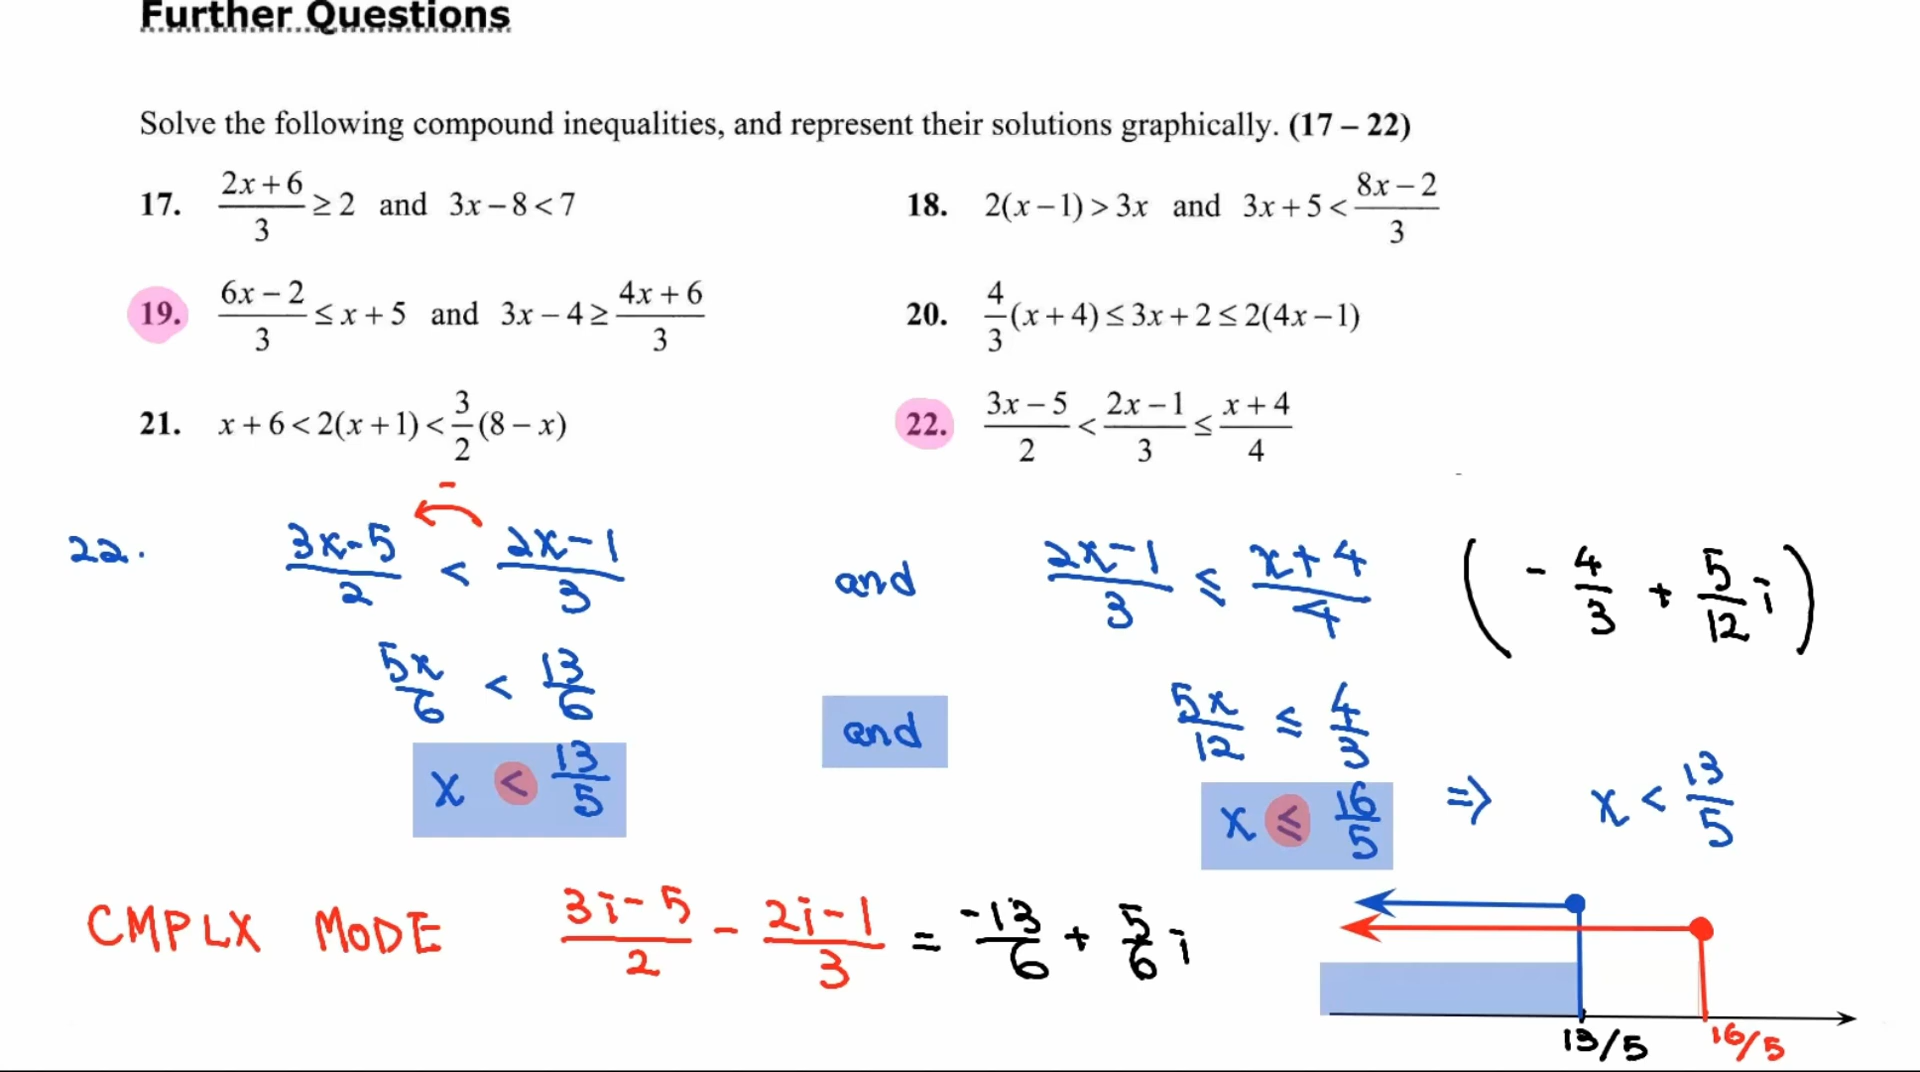 Further Questions
Solve the following compound inequalities, and represent their solutions graphically. (17 – 22)
17. (2x + 6)/3 ≥ 2 and 3x – 8 < 7
18. 2(x – 1) > 3x and 3x + 5 < (8x – 2)/3
19. (6x – 2)/3 ≤ x + 5 and 3x – 4 ≥ (4x + 6)/3
20. 4/3(x + 4) ≤ 3x + 2 ≤ 2(4x – 1)
21. x + 6 < 2(x + 1) < 3/2(8 – x)
22. (3x – 5)/2 < (2x – 1)/3 ≤ (x + 4)/4
-
22. (3x-5)/2 < (2x-1)/3 and (2x-1)/3 ≤ (x+4)/4 (-4/3 + 5/12 i)
5x/6 < 13/6 and 5x/12 ≤ 4/3
x < 13/5 x ≤ 16/5 ⇒ x < 13/5
CMPLX MODE (3i-5)/2 - (2i-1)/3 = -13/6 + 5/6 i
13/5 16/5